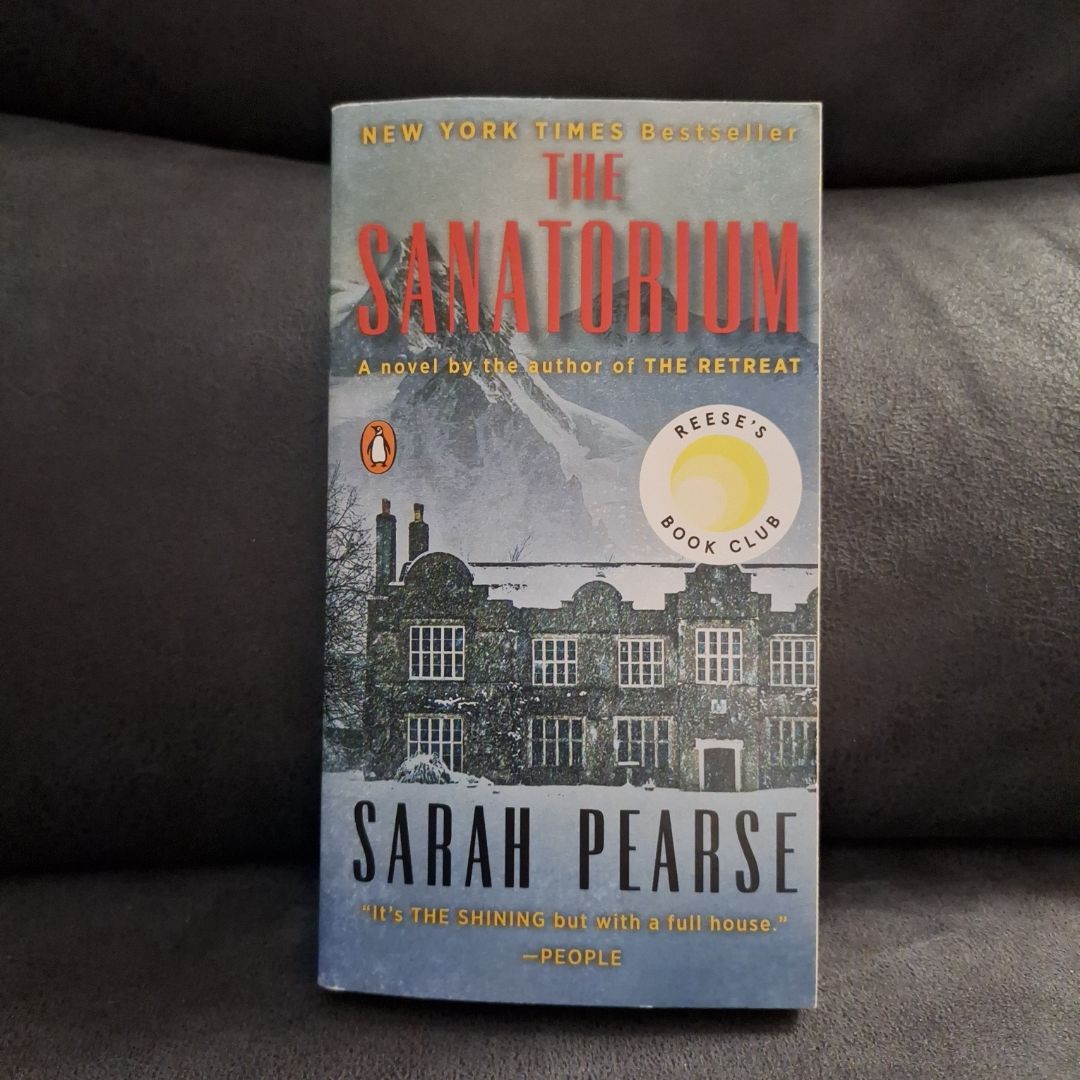 NEW YORK TIMES Bestseller
THE
SANATORIUM
A novel by the author of THE RETREAT
REESE'S
BOOK CLUB
SARAH PEARSE
“It's THE SHINING but with a full house.”
—PEOPLE